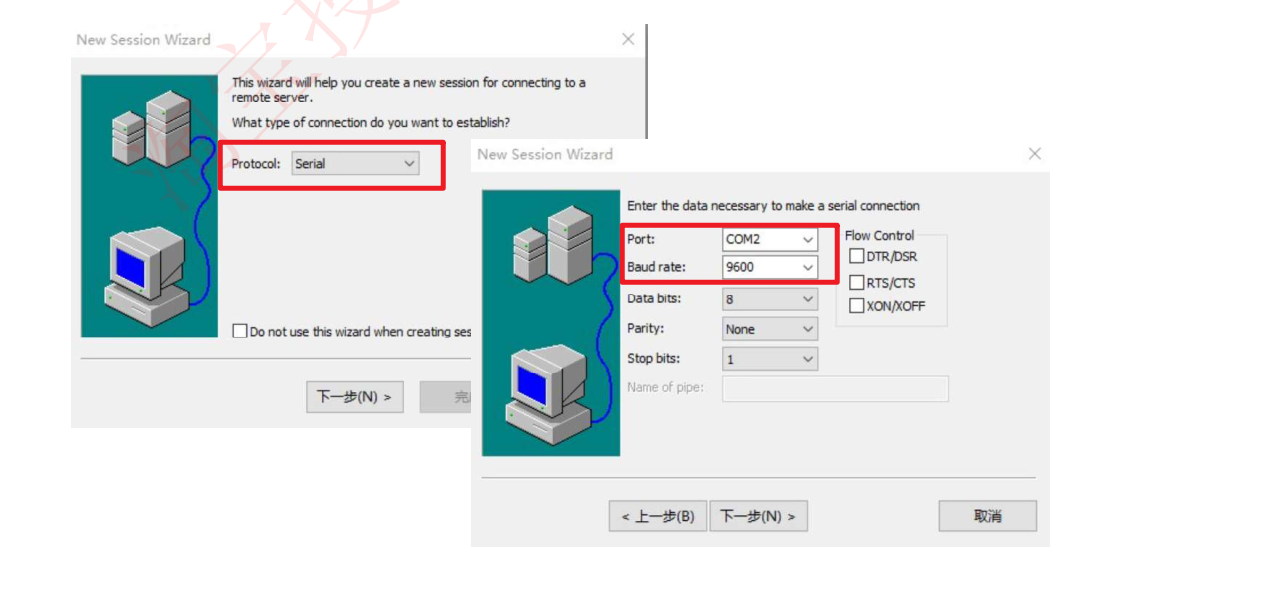 New Session Wizard
This wizard will help you create a new session for connecting to a
remote server.
What type of connection do you want to establish?
Protocol: Serial
Do not use this wizard when creating ses
下一步(N) >
New Session Wizard
Enter the data necessary to make a serial connection
Port: COM2
Baud rate: 9600
Data bits: 8
Parity: None
Stop bits: 1
Name of pipe:
Flow Control
DTR/DSR
RTS/CTS
XON/XOFF
<上一步(B) 下一步(N) > 取消